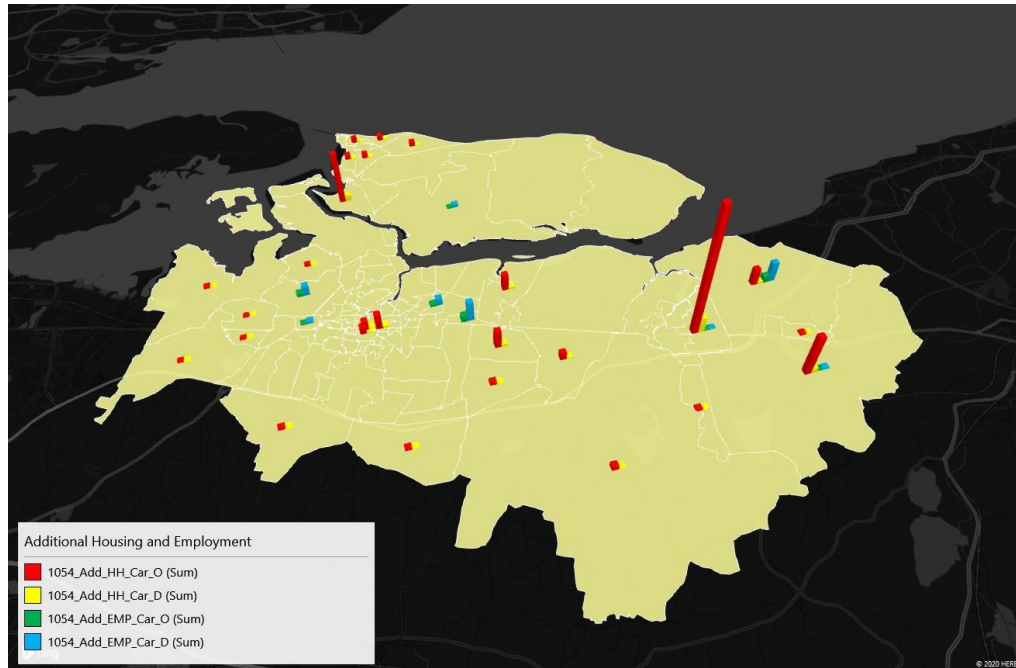 Additional Housing and Employment
1054_Add_HH_Car_O (Sum)
1054_Add_HH_Car_D (Sum)
1054_Add_EMP_Car_O (Sum)
1054_Add_EMP_Car_D (Sum)
© 2020 HERE